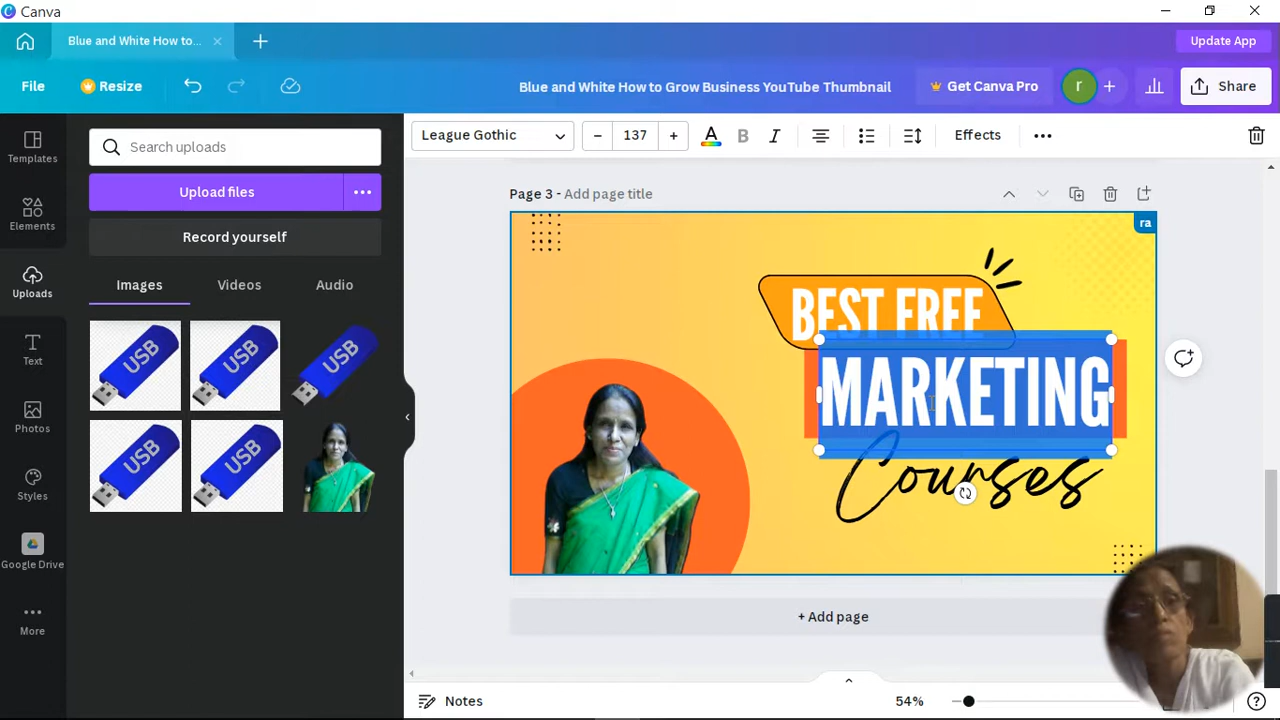 Canva
Blue and White How to...
Update App
File
Resize
Blue and White How to Grow Business YouTube Thumbnail
Get Canva Pro
r
Share
Templates
Elements
Uploads
Text
Photos
Styles
Google Drive
More
Search uploads
Upload files
Record yourself
Images
Videos
Audio
USB
USB
USB
USB
USB
League Gothic
137
A
B
I
Effects
Page 3 - Add page title
ra
BEST FREE
MARKETING
Courses
+ Add page
Notes
54%